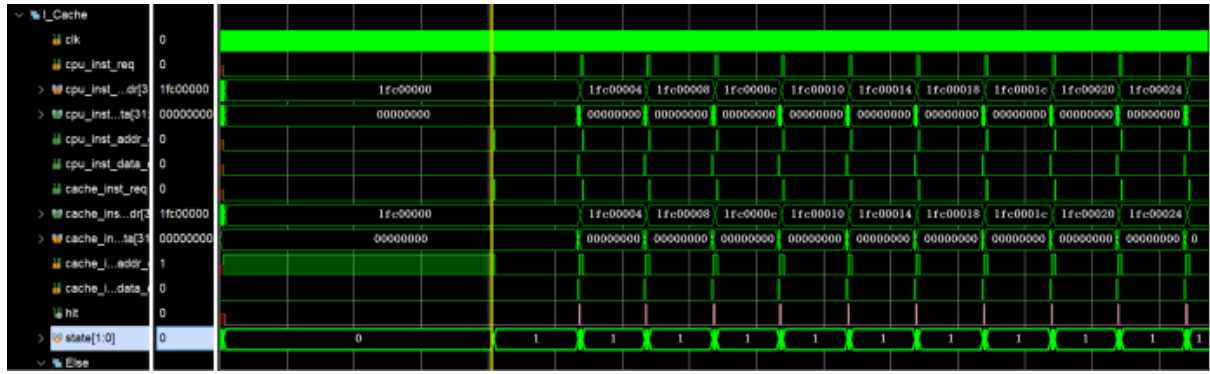 I_Cache
clk 0
cpu_inst_req 0
cpu_inst_...dr[3 1fc00000 1fc00000 1fc00004 1fc00008 1fc0000c 1fc00010 1fc00014 1fc00018 1fc0001c 1fc00020 1fc00024
cpu_inst...ta[31: 00000000 00000000 00000000 00000000 00000000 00000000 00000000 00000000 00000000 00000000 00000000
cpu_inst_addr_ 0
cpu_inst_data_ 0
cache_inst_req 0
cache_ins...dr[3 1fc00000 1fc00000 1fc00004 1fc00008 1fc0000c 1fc00010 1fc00014 1fc00018 1fc0001c 1fc00020 1fc00024
cache_in...ta[31 00000000 00000000 00000000 00000000 00000000 00000000 00000000 00000000 00000000 00000000 00000000 0
cache_i...addr_ 1
cache_i...data_ 0
hit 0
state[1:0] 0 0 1 1 1 1 1 1 1 1 1 1 1
Else